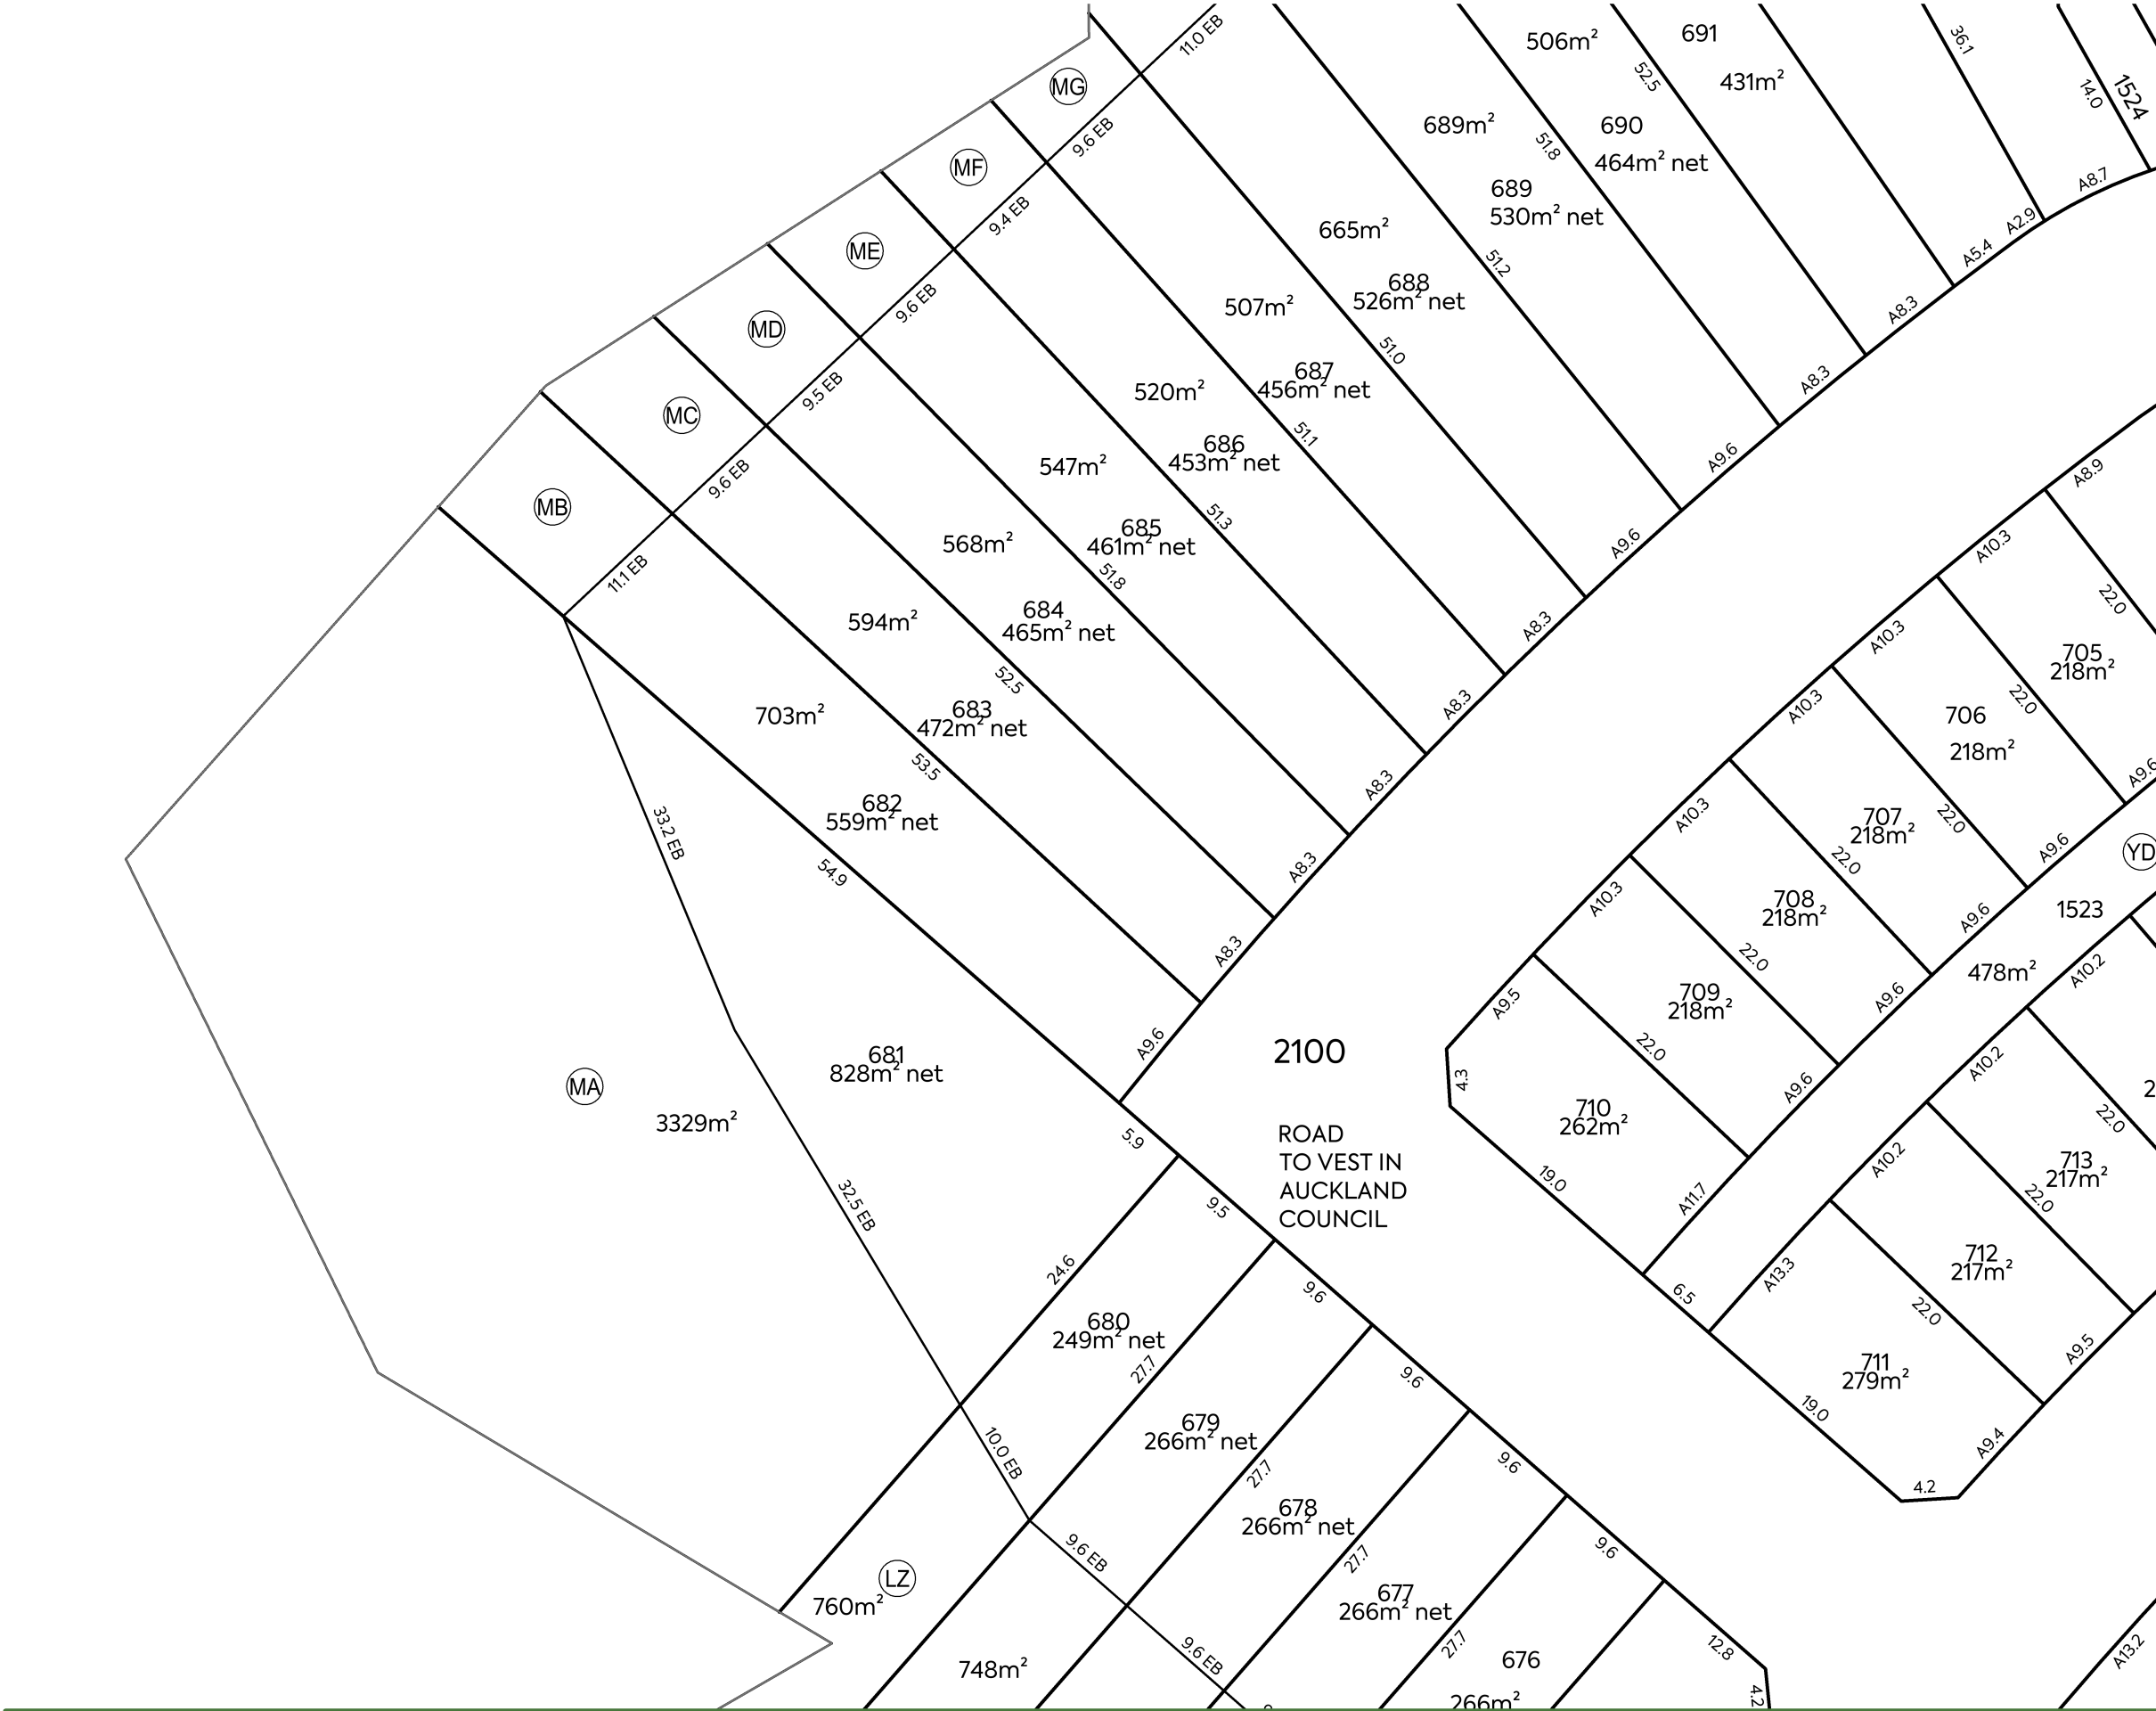 11.0 EB
506m²
691
36.1
MG
52.5
431m²
14.0
1524
9.6 EB
689m²
690
51.8
464m² net
MF
A8.7
689
530m² net
9.4 EB
A2.9
665m²
ME
A5.4
51.2
688
526m² net
9.6 EB
507m²
A8.3
MD
51.0
687
456m² net
A8.3
9.5 EB
520m²
MC
51.1
686
453m² net
A9.6
547m²
A8.9
9.6 EB
MB
51.3
685
461m² net
A9.6
568m²
A10.3
11.1 EB
51.8
22.0
684
465m² net
594m²
A8.3
A10.3
705
218m²
52.5
22.0
A8.3
A10.3
703m²
683
472m² net
706
218m²
53.5
A8.3
A9.6
682
559m² net
33.2 EB
A10.3
707
218m²
22.0
A9.6
YD
54.9
A8.3
22.0
A10.3
708
218m²
1523
A9.6
A8.3
22.0
478m²
A10.2
709
218m²
A9.6
A9.5
2100
681
828m² net
A9.6
22.0
A10.2
MA
4.3
A9.6
2
3329m²
710
262m²
22.0
5.9
ROAD
TO VEST IN
AUCKLAND
COUNCIL
A10.2
713
217m²
19.0
A11.7
22.0
32.5 EB
9.5
712
217m²
24.6
A13.3
9.6
6.5
22.0
680
249m² net
27.7
A9.5
9.6
711
279m²
679
266m² net
19.0
10.0 EB
27.7
9.6
A9.4
4.2
678
266m² net
9.6 EB
27.7
9.6
LZ
760m²
677
266m² net
9.6 EB
27.7
12.8
A13.2
748m²
676
266m²
4.2